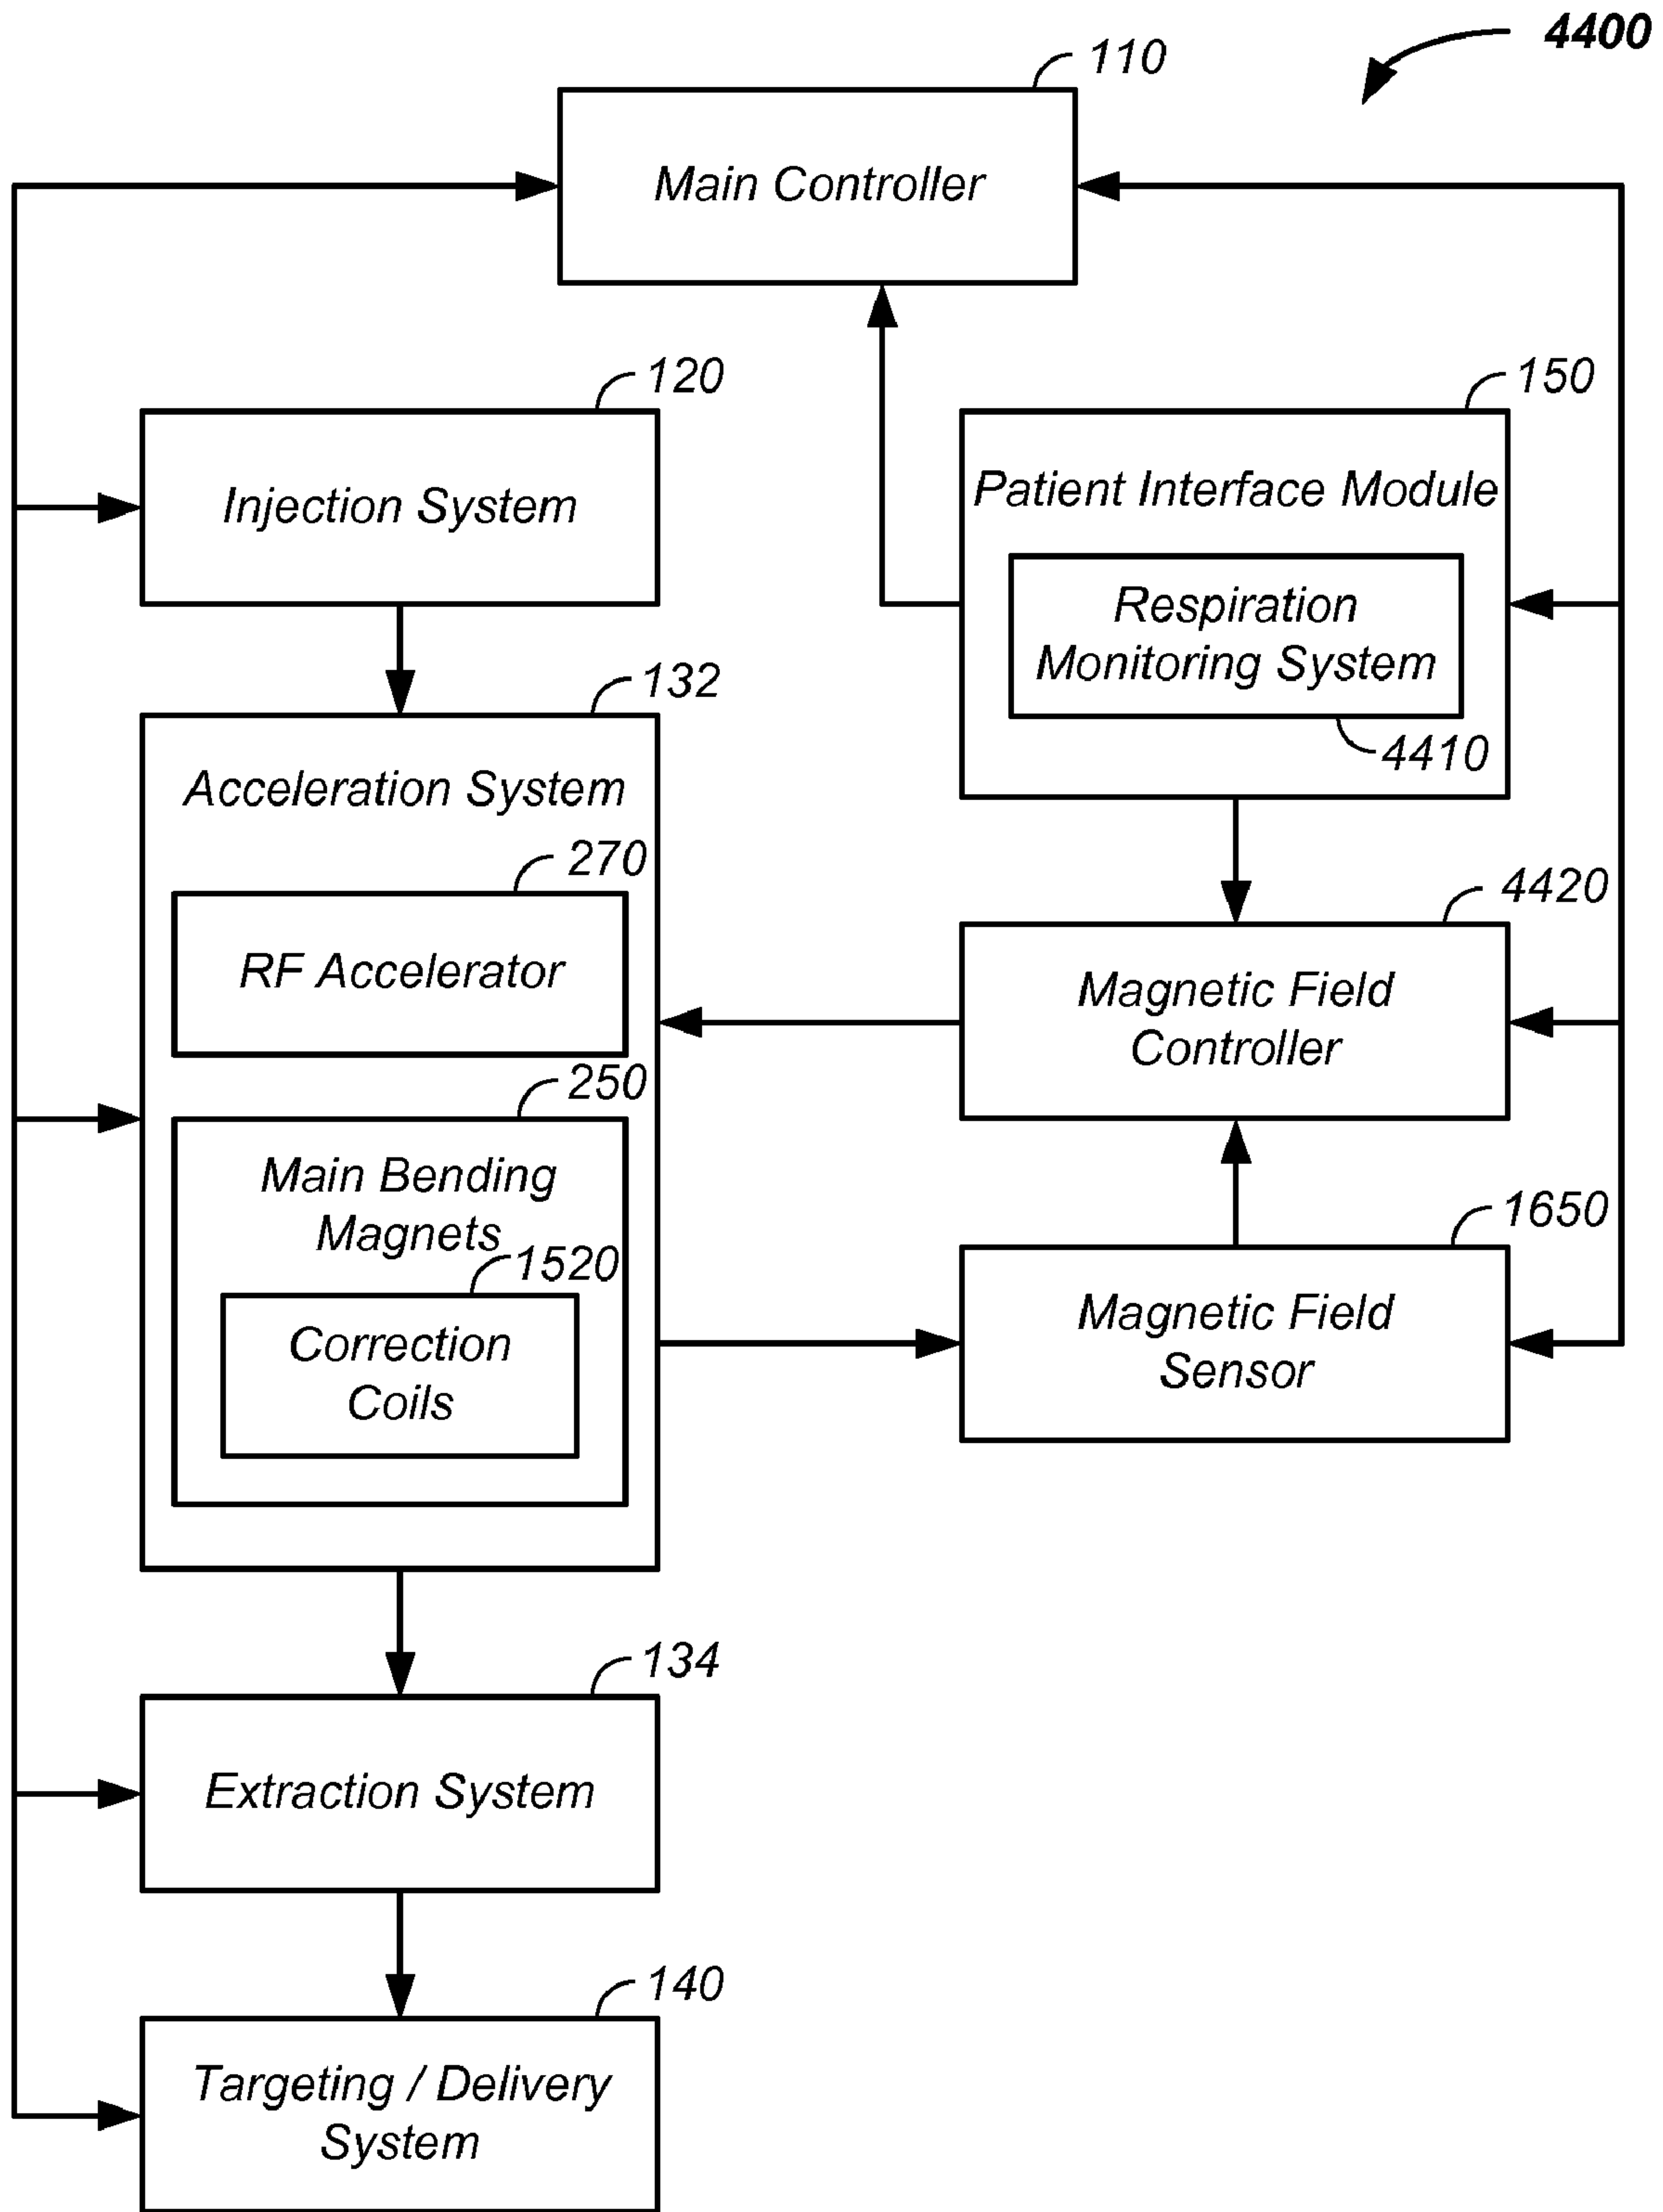 4400
110
Main Controller
120
Injection System
150
Patient Interface Module
Respiration
Monitoring System
4410
132
Acceleration System
270
RF Accelerator
250
Main Bending
Magnets
1520
Correction
Coils
4420
Magnetic Field
Controller
1650
Magnetic Field
Sensor
134
Extraction System
140
Targeting / Delivery
System